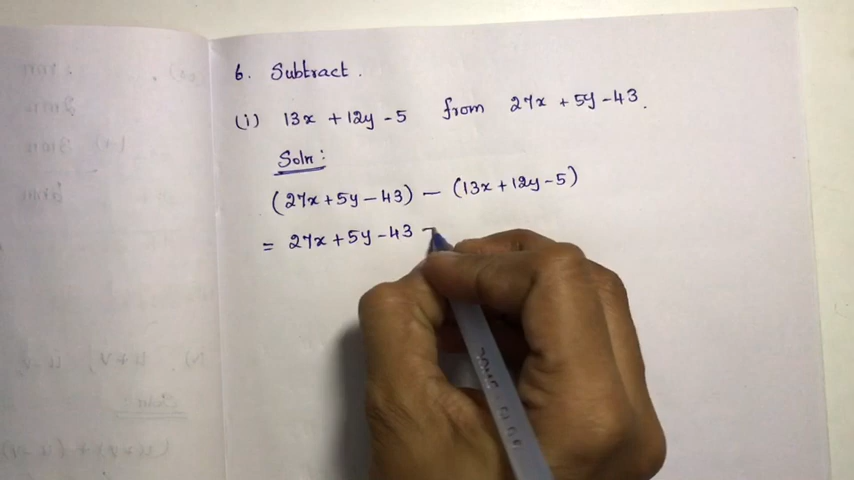 6. Subtract.
(i) 13x + 12y - 5 from 27x + 5y - 43.
Soln:
(27x + 5y - 43) - (13x + 12y - 5)
= 27x + 5y - 43 -